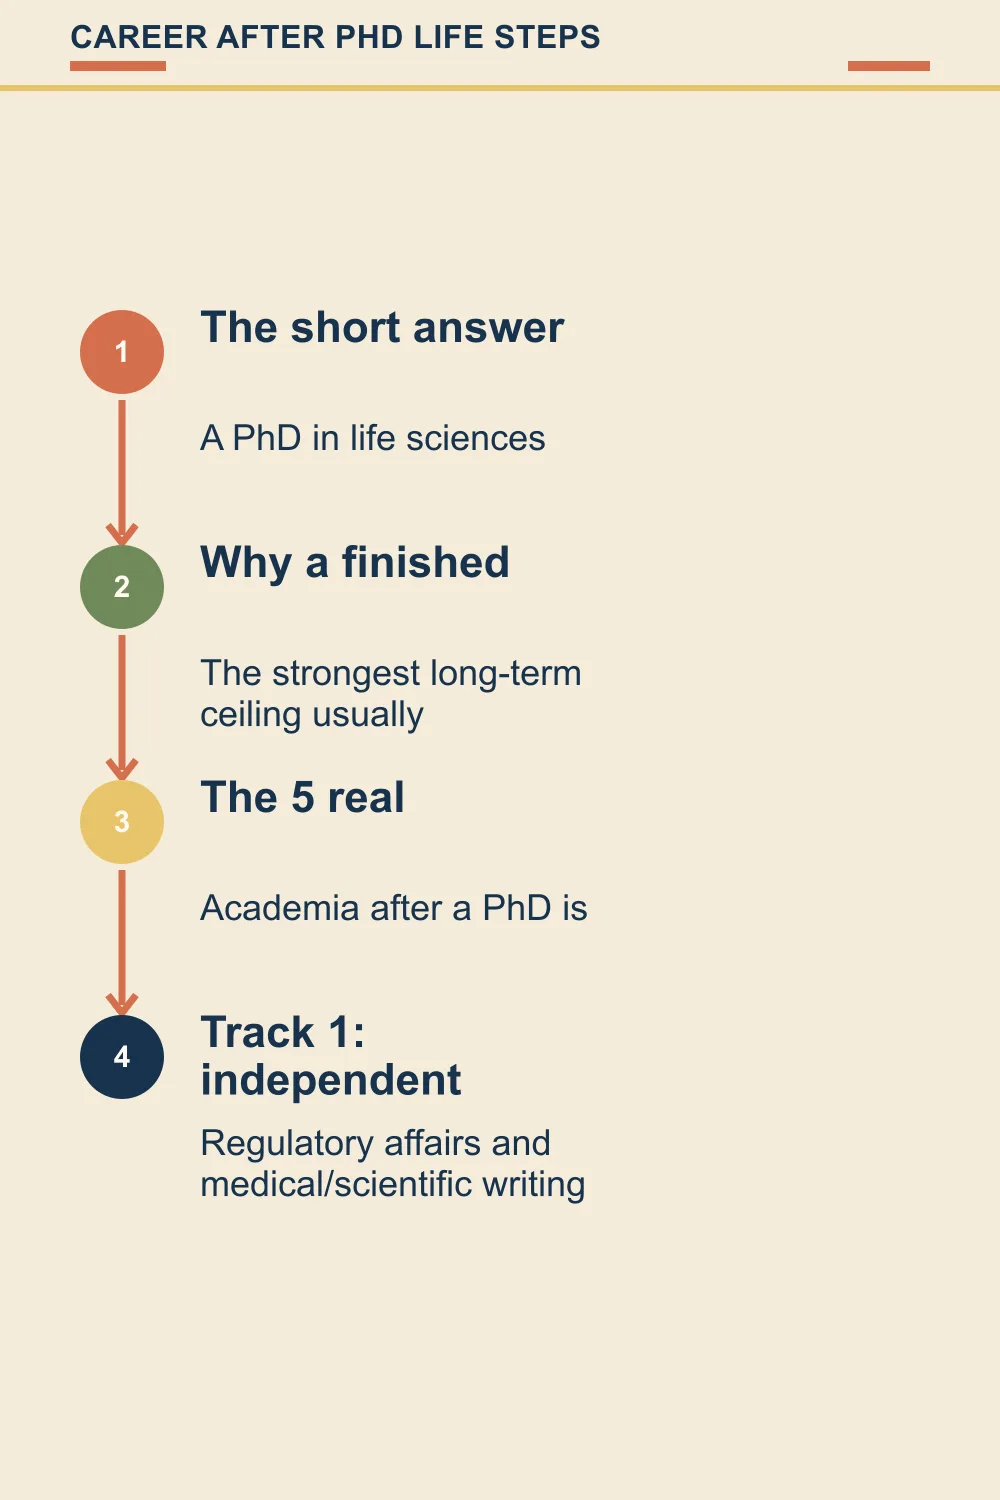 CAREER AFTER PHD LIFE STEPS
1
The short answer
A PhD in life sciences
2
Why a finished
The strongest long-term
ceiling usually
3
The 5 real
Academia after a PhD is
4
Track 1:
independent
Regulatory affairs and
medical/scientific writing